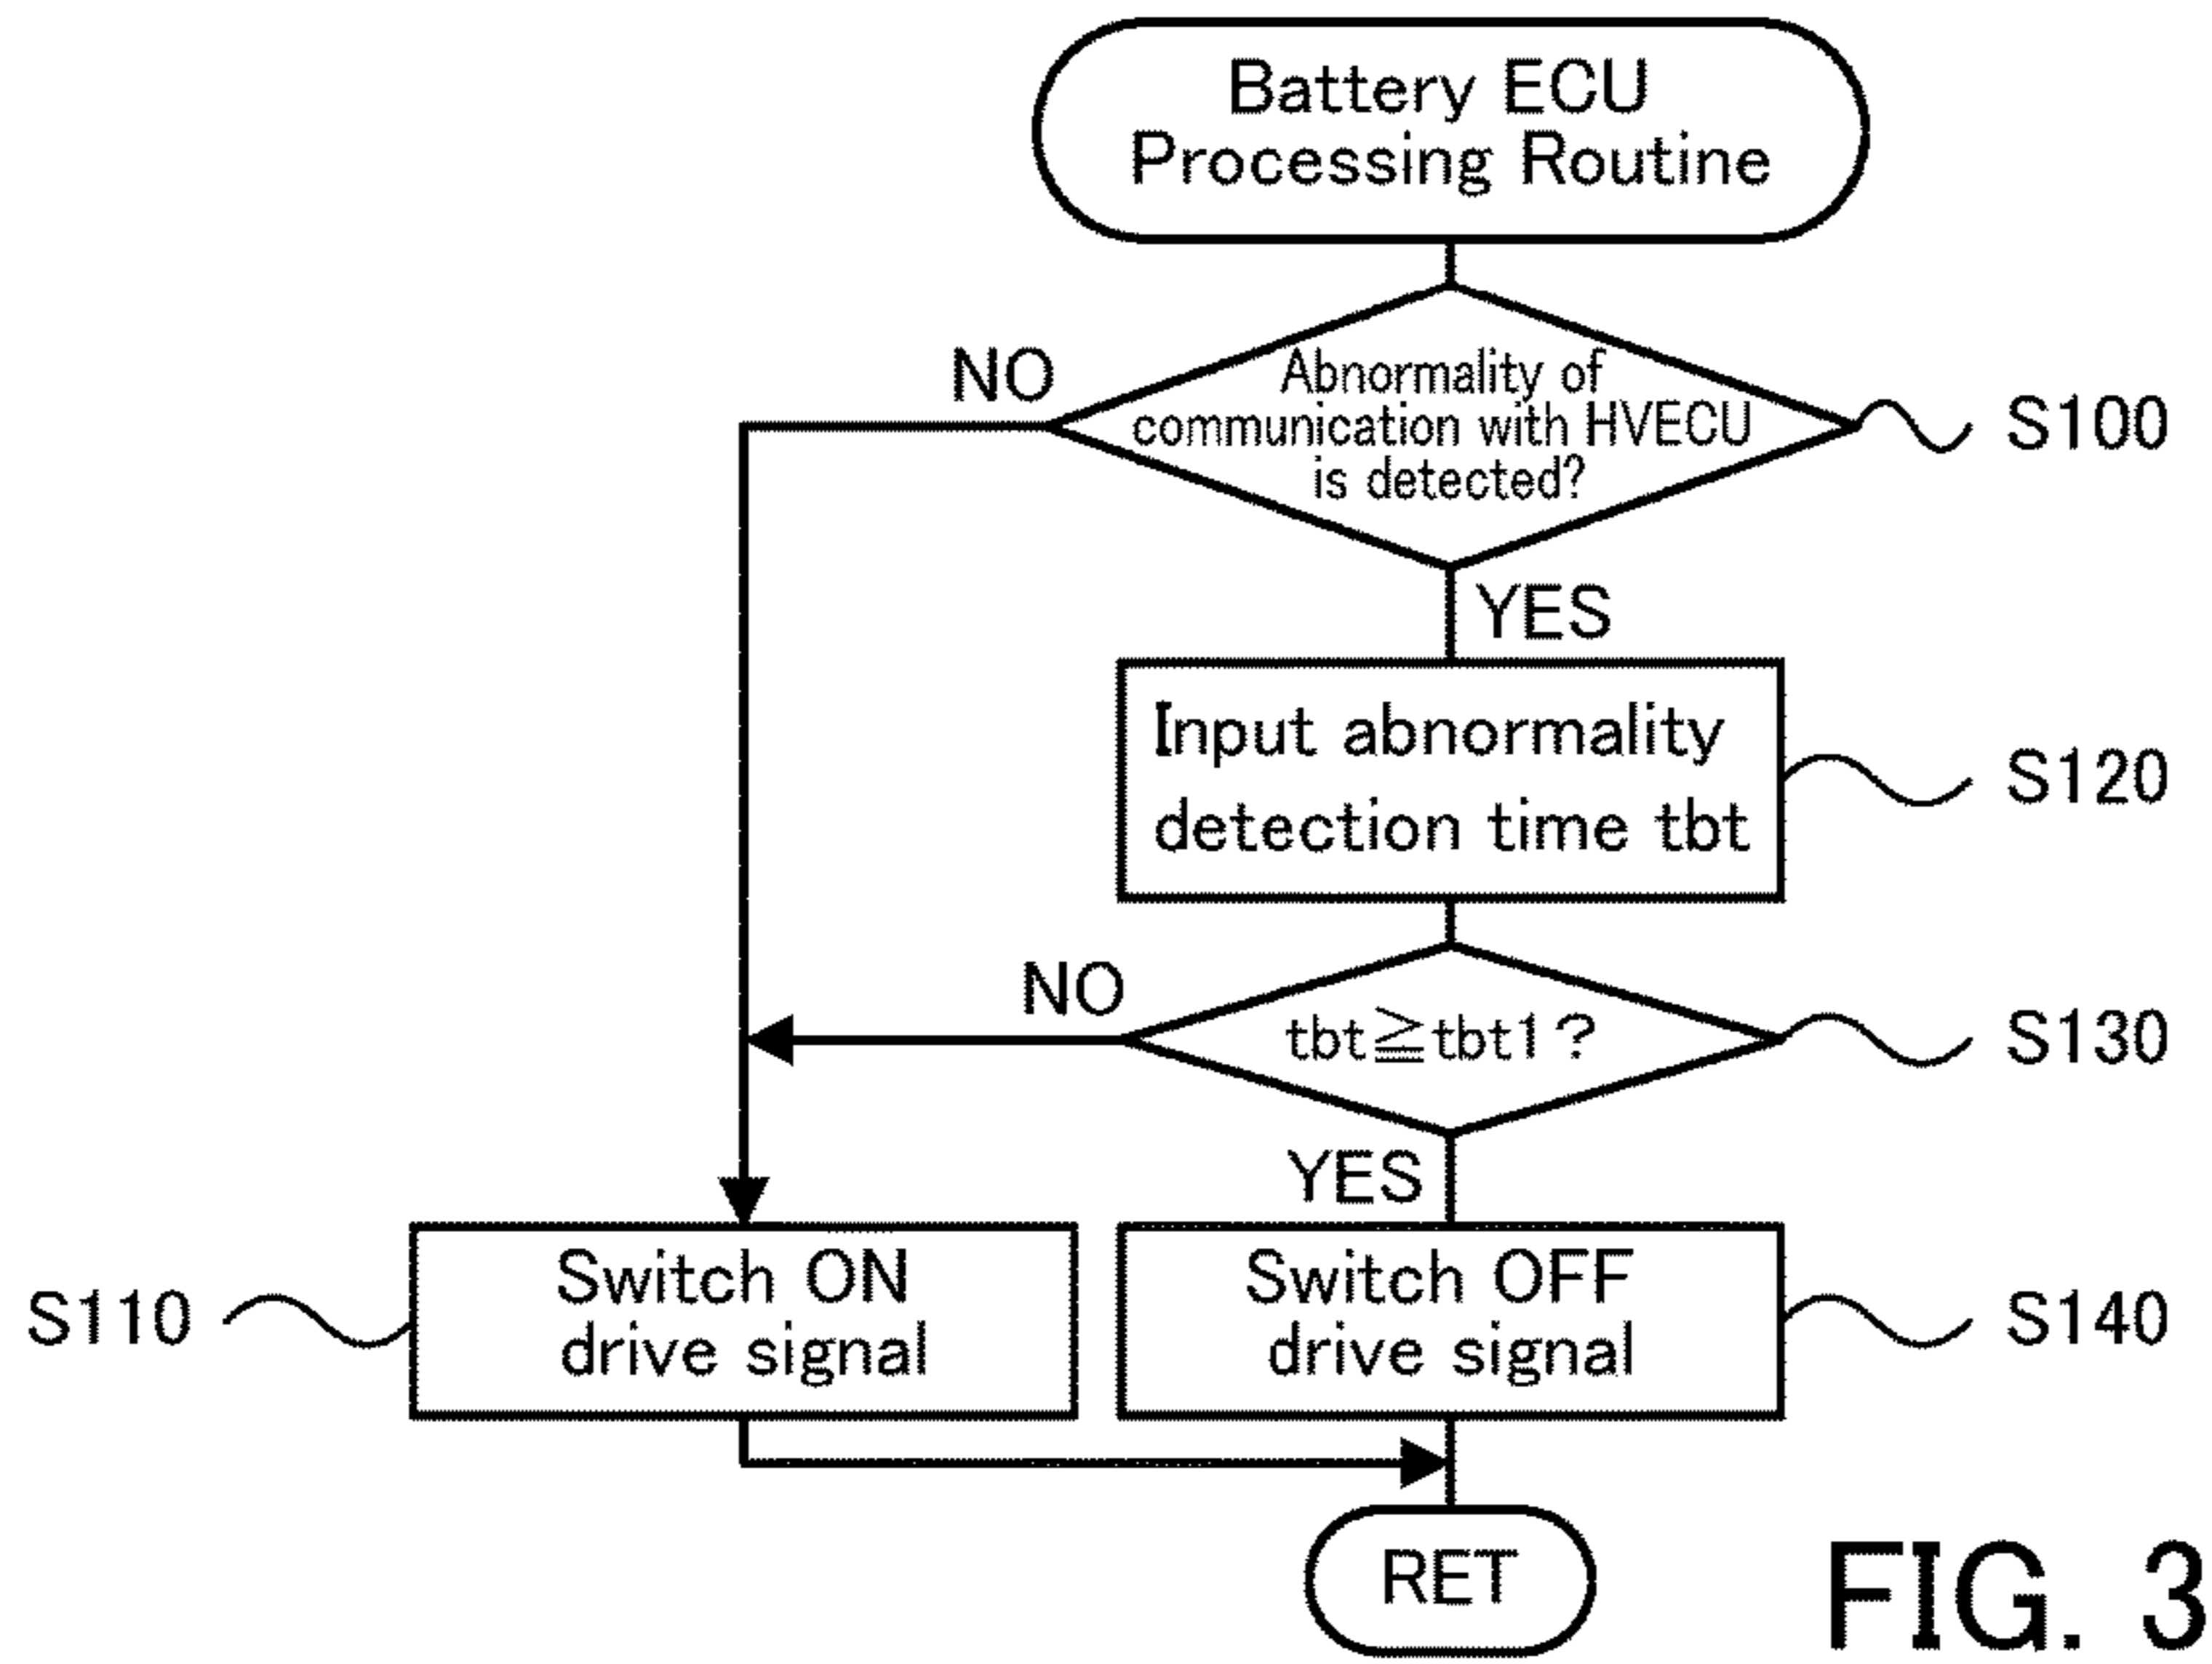 Battery ECU
Processing Routine
NO
Abnormality of
communication with HVECU
is detected?
S100
YES
Input abnormality
detection time tbt
S120
NO
tbt≧tbt1?
S130
YES
Switch ON
drive signal
S110
Switch OFF
drive signal
S140
RET
FIG. 3